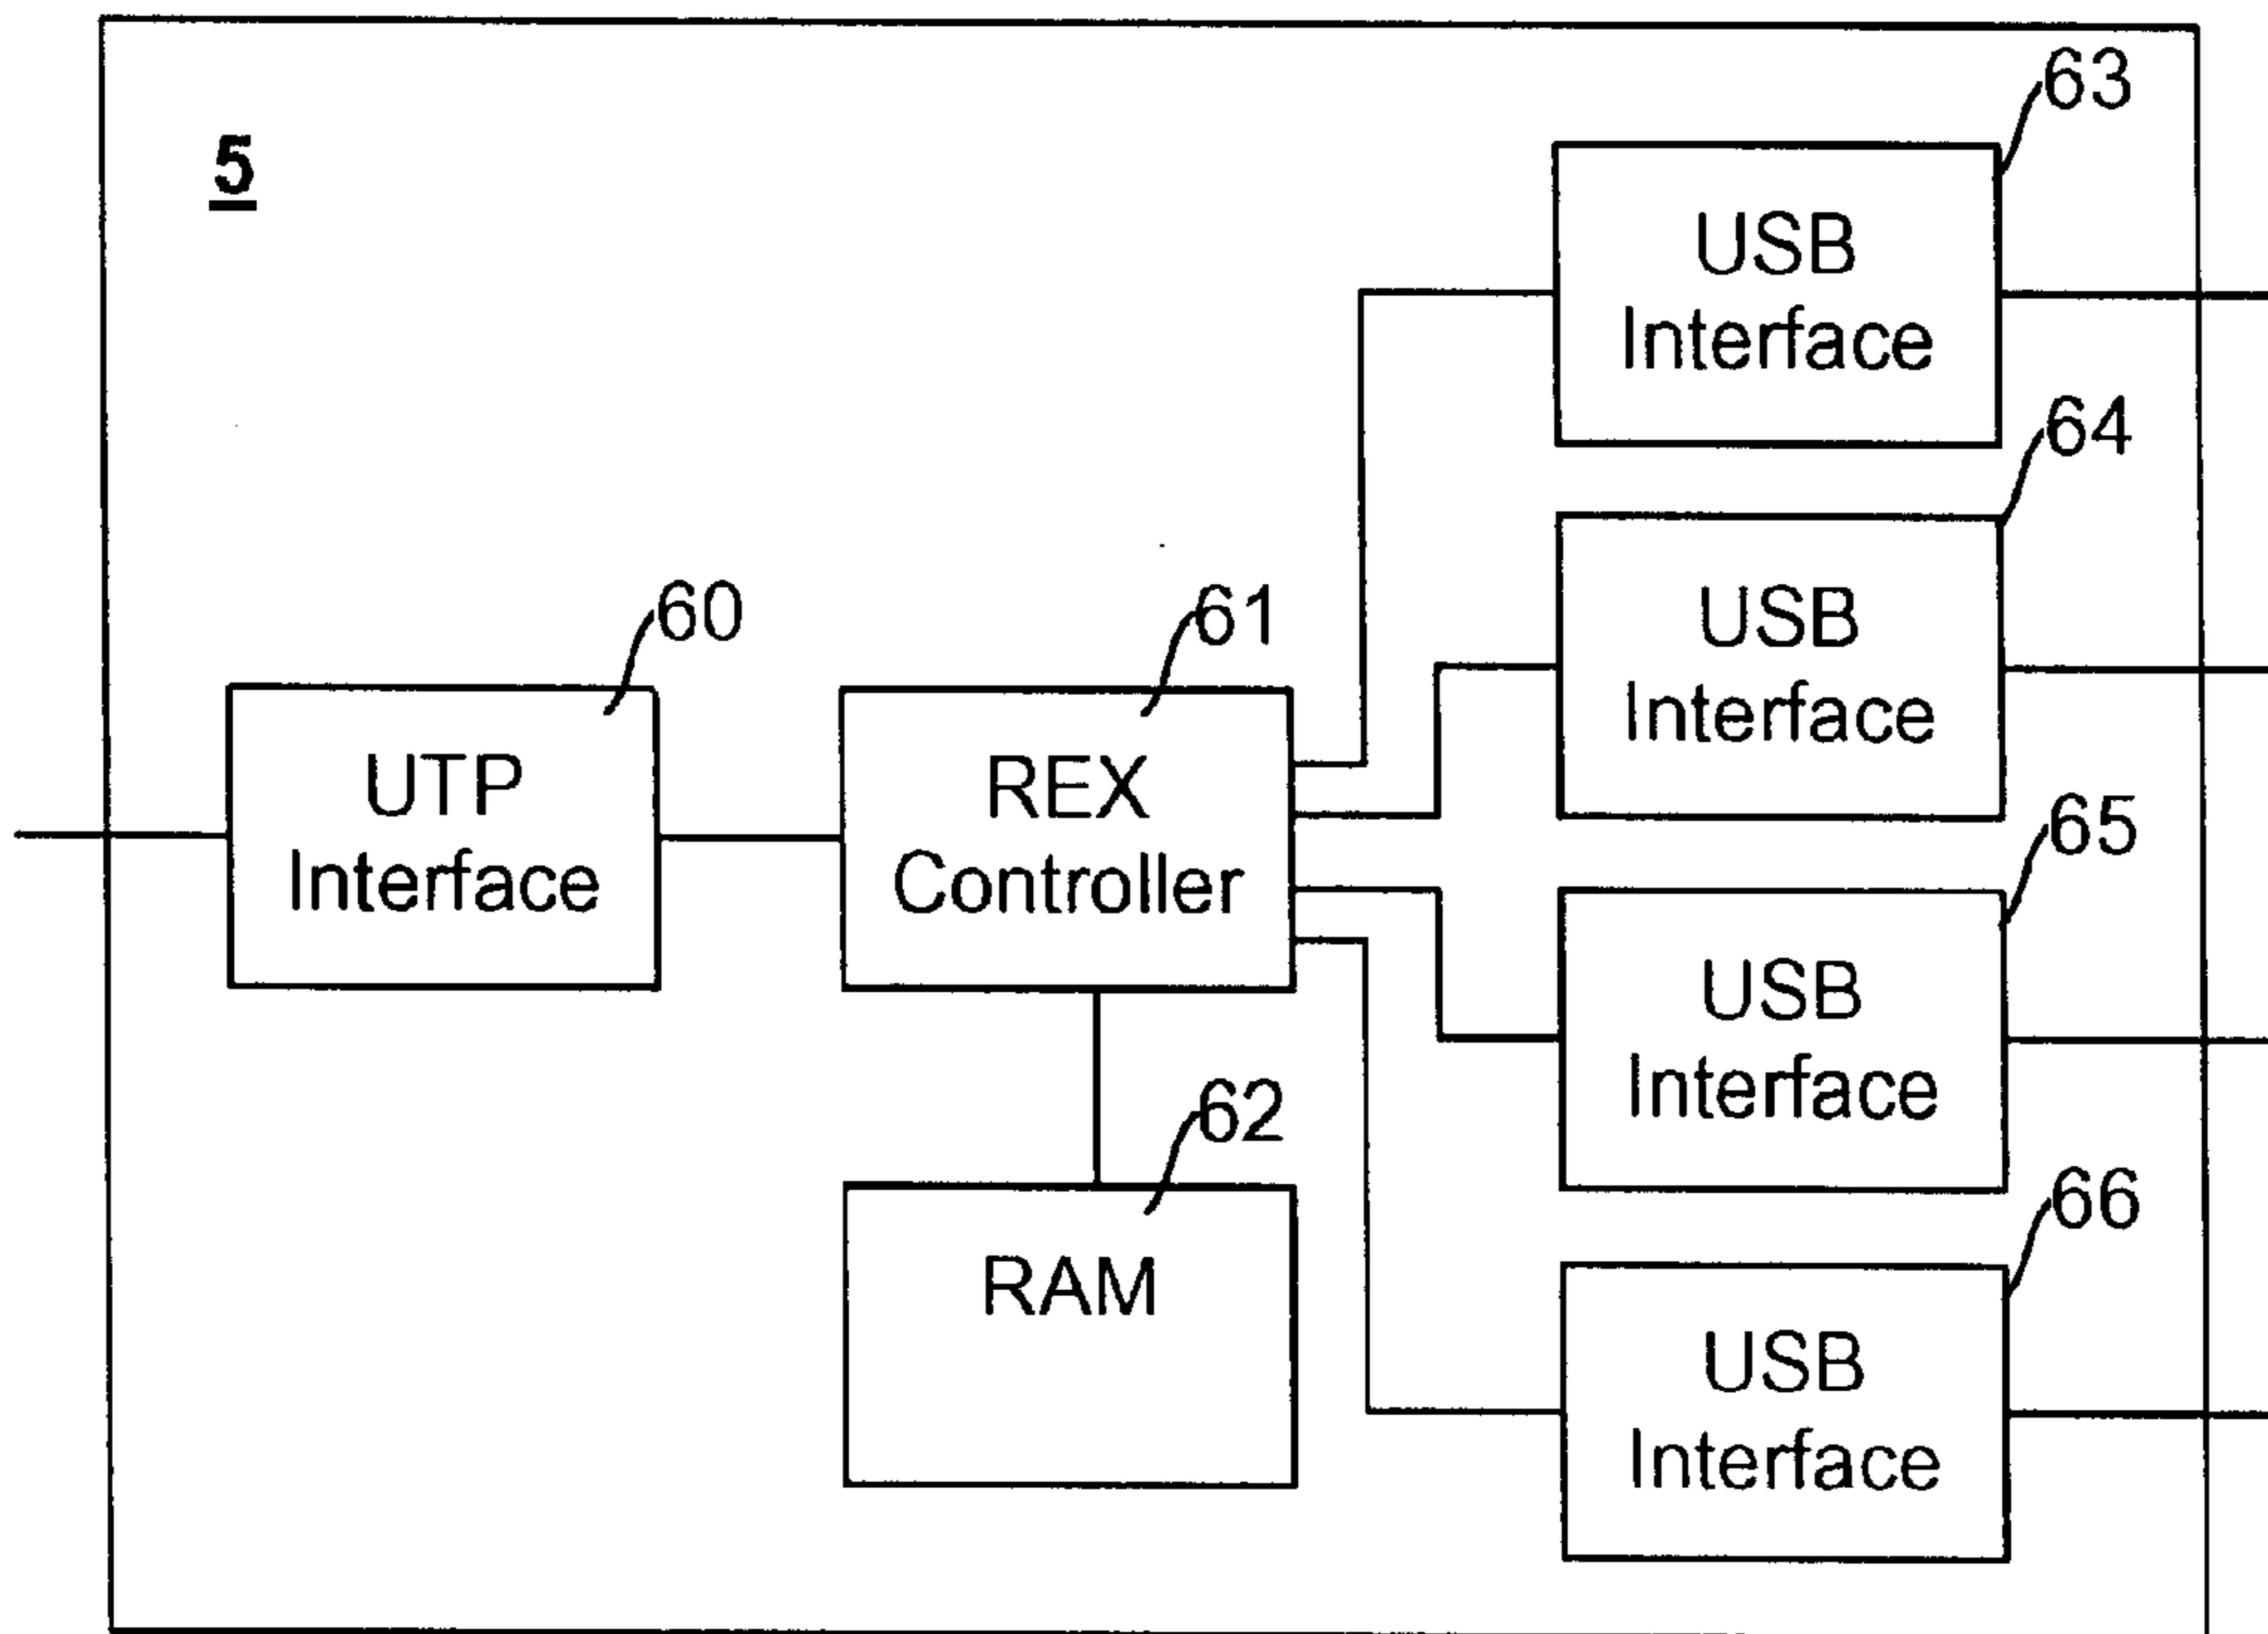 5
63
USB
Interface
64
USB
Interface
60
UTP
Interface
61
REX
Controller
65
USB
Interface
62
RAM
66
USB
Interface